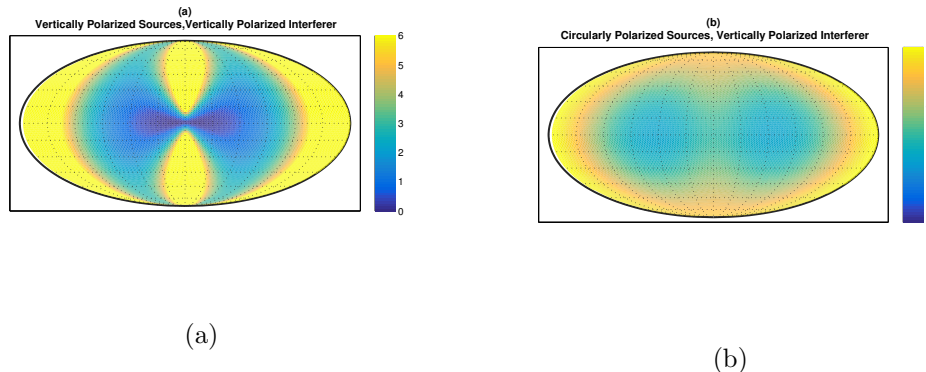 (a)
Vertically Polarized Sources,Vertically Polarized Interferer
6
5
4
3
2
1
0
(a)
(b)
Circularly Polarized Sources, Vertically Polarized Interferer
(b)